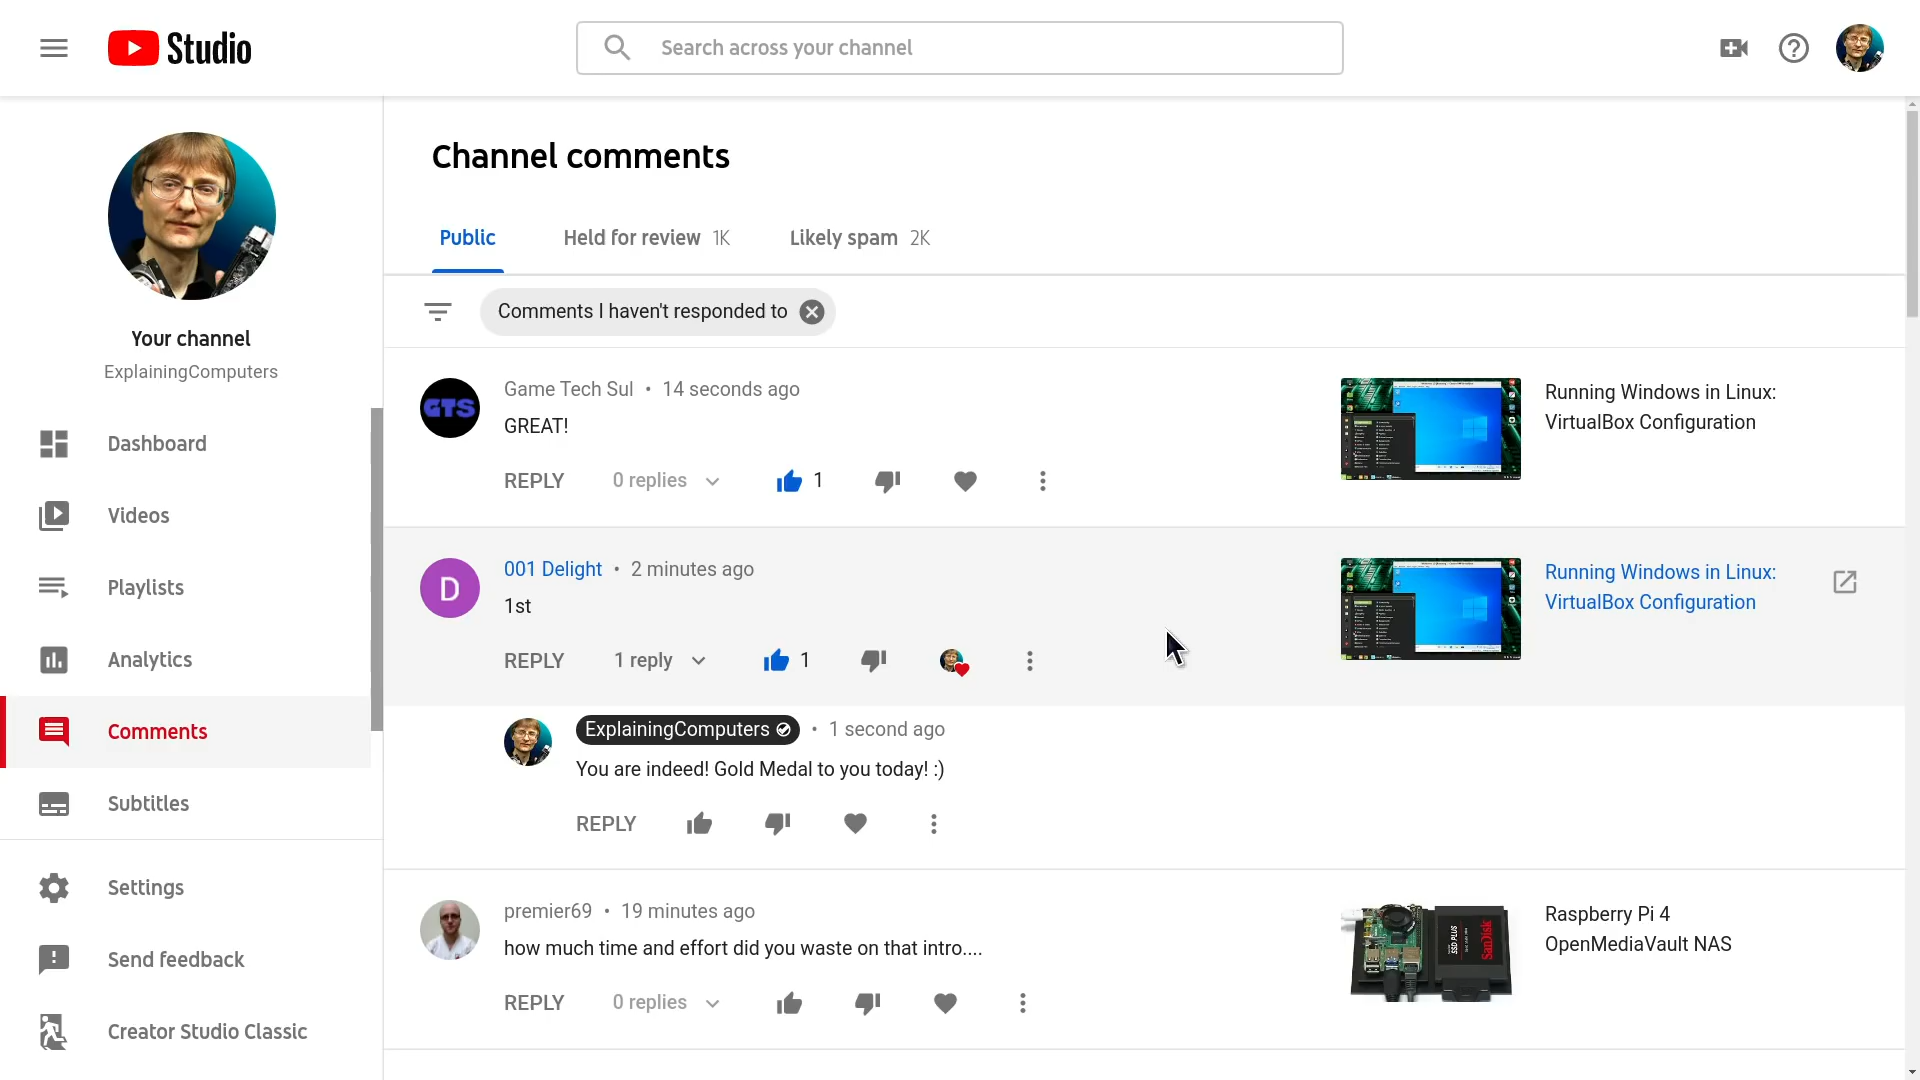 Studio
Search across your channel
Your channel
ExplainingComputers
Dashboard
Videos
Playlists
Analytics
Comments
Subtitles
Settings
Send feedback
Creator Studio Classic
Channel comments
Public
Held for review 1K
Likely spam 2K
Comments I haven't responded to
GTS
Game Tech Sul • 14 seconds ago
GREAT!
REPLY 0 replies 1
Running Windows in Linux:
VirtualBox Configuration
D
001 Delight • 2 minutes ago
1st
REPLY 1 reply 1
Running Windows in Linux:
VirtualBox Configuration
ExplainingComputers • 1 second ago
You are indeed! Gold Medal to you today! :)
REPLY
premier69 • 19 minutes ago
how much time and effort did you waste on that intro....
REPLY 0 replies
SSD PLUS
SanDisk
Raspberry Pi 4
OpenMediaVault NAS